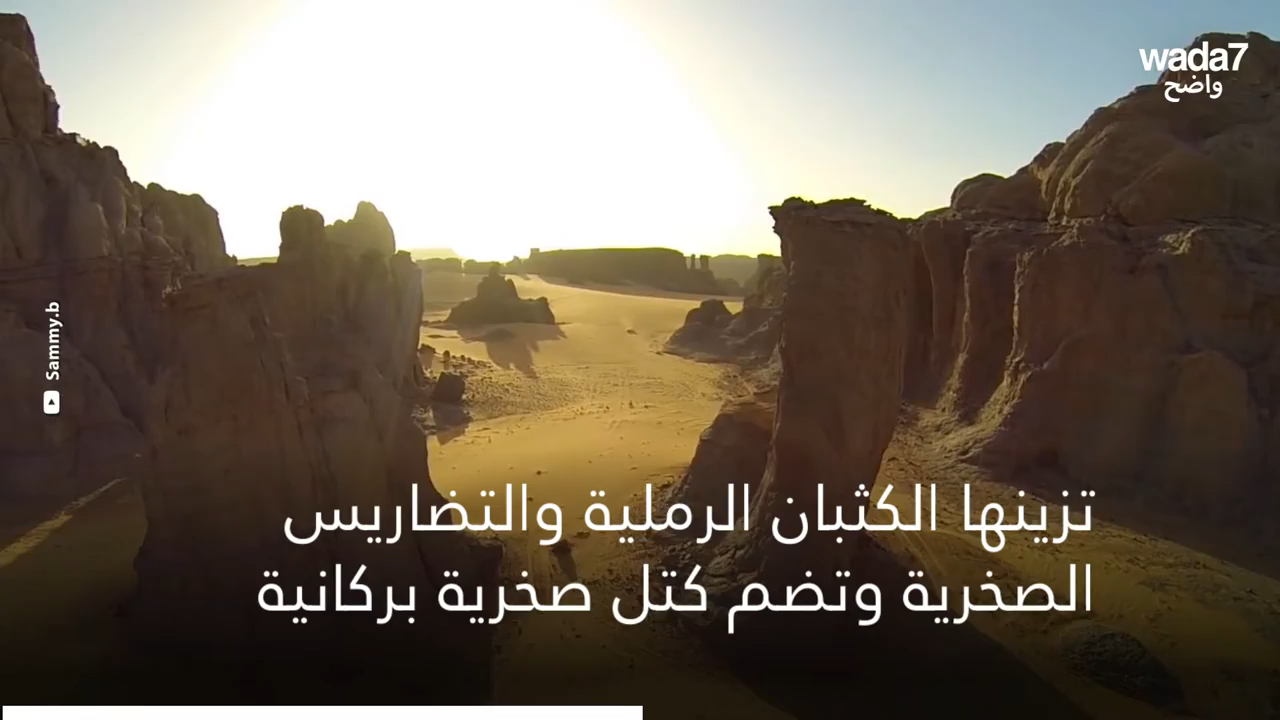 wada7
واضح
Sammy.b
تزينها الكثبان الرملية والتضاريس
الصخرية وتضم كتل صخرية بركانية